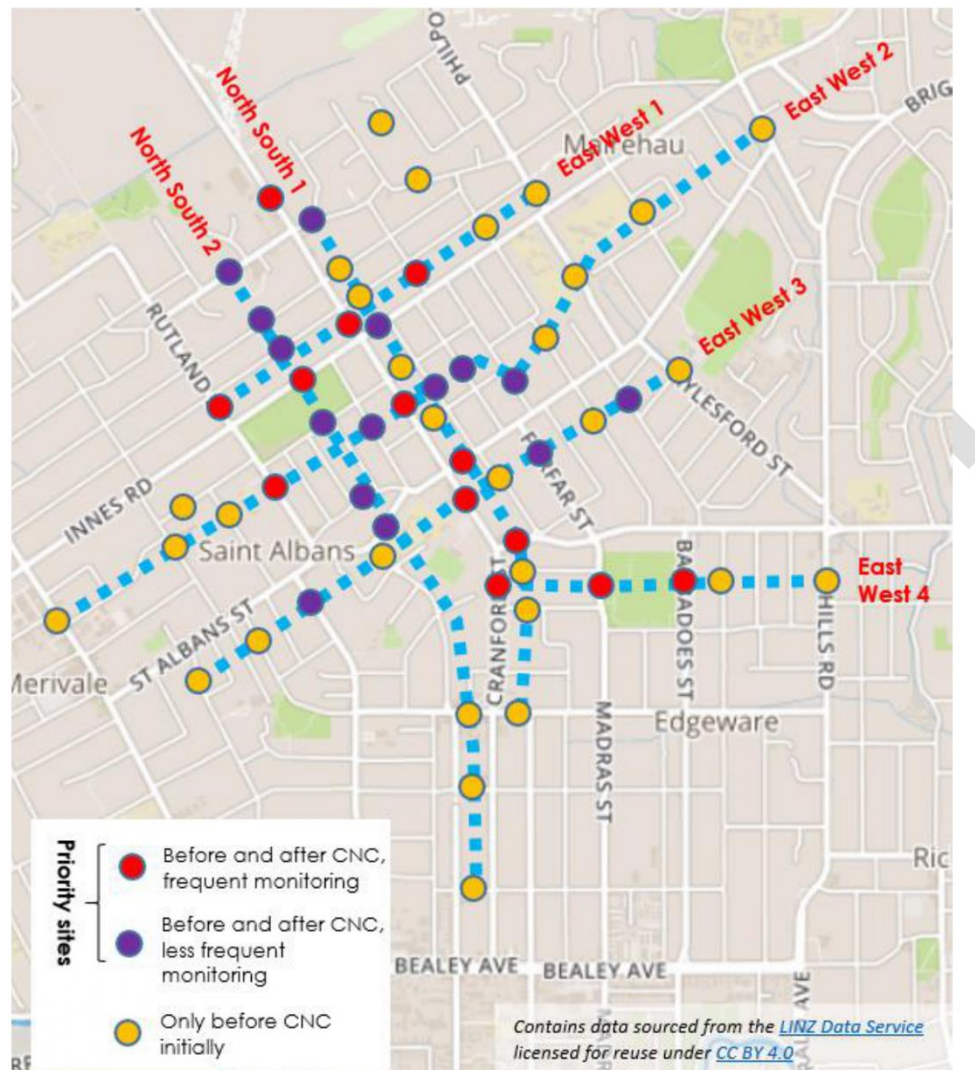 PHILPO
North South 1
East West 2
BRIG
North South 2
East West 1
Mairehau
RUTLAND
East West 3
AYLESFORD ST
INNES RD
FORFAR ST
Saint Albans
East
West 4
CRANFORD ST
BARBADOES ST
HILLS RD
ST ALBANS ST
Merivale
MADRAS ST
Edgeware
Ric
BEALEY AVE
BEALEY AVE
Priority sites
Before and after CNC,
frequent monitoring
Before and after CNC,
less frequent
monitoring
Only before CNC
initially
Contains data sourced from the LINZ Data Service
licensed for reuse under CC BY 4.0